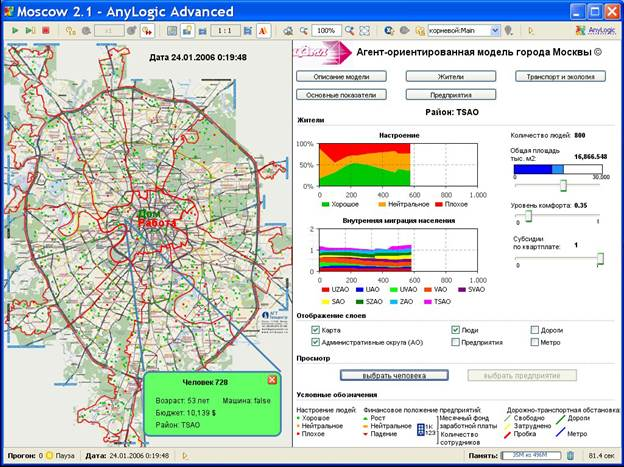 Moscow 2.1 - AnyLogic Advanced
1 : 1
100%
корневой:Main
AnyLogic
Дата 24.01.2006 0:19:48
Агент-ориентированная модель города Москвы ©
Описание модели
Жители
Транспорт и экология
Основные показатели
Предприятия
Район: TSAO
Жители
Настроение
100%
50%
0%
0
200
400
600
800
1.000
Хорошее
Нейтральное
Плохое
Количество людей: 800
Общая площадь
тыс. м2: 16,866.548
0
30,000
Уровень комфорта: 0.35
0
1
Субсидии
по квартплате: 1
0
1
Внутренняя миграция населения
2
1
0
0
200
400
600
800
1.000
UZAO
UAO
UVAO
VAO
SVAO
SAO
SZAO
ZAO
TSAO
Дом
Работа
Отображение слоев
Карта
Люди
Дороги
Административные округа (АО)
Предприятия
Метро
Просмотр
выбрать человека
выбрать предприятие
Человек 728
Возраст: 53 лет Машина: false
Бюджет: 10,139 $
Район: TSAO
Условные обозначения
Настроение людей:
Хорошее
Нейтральное
Плохое
Финансовое положение предприятий:
Рост
Нейтральное
Падение
1K
123
Месячный фонд
заработной платы
Количество
сотрудников
Дорожно-транспортная обстановка:
Свободно
Затруднено
Пробка
Дороги
Метро
Прогон: 0
Пауза
Дата: 24.01.2006 0:19:48
Память:
35M из 496M
81.4 сек